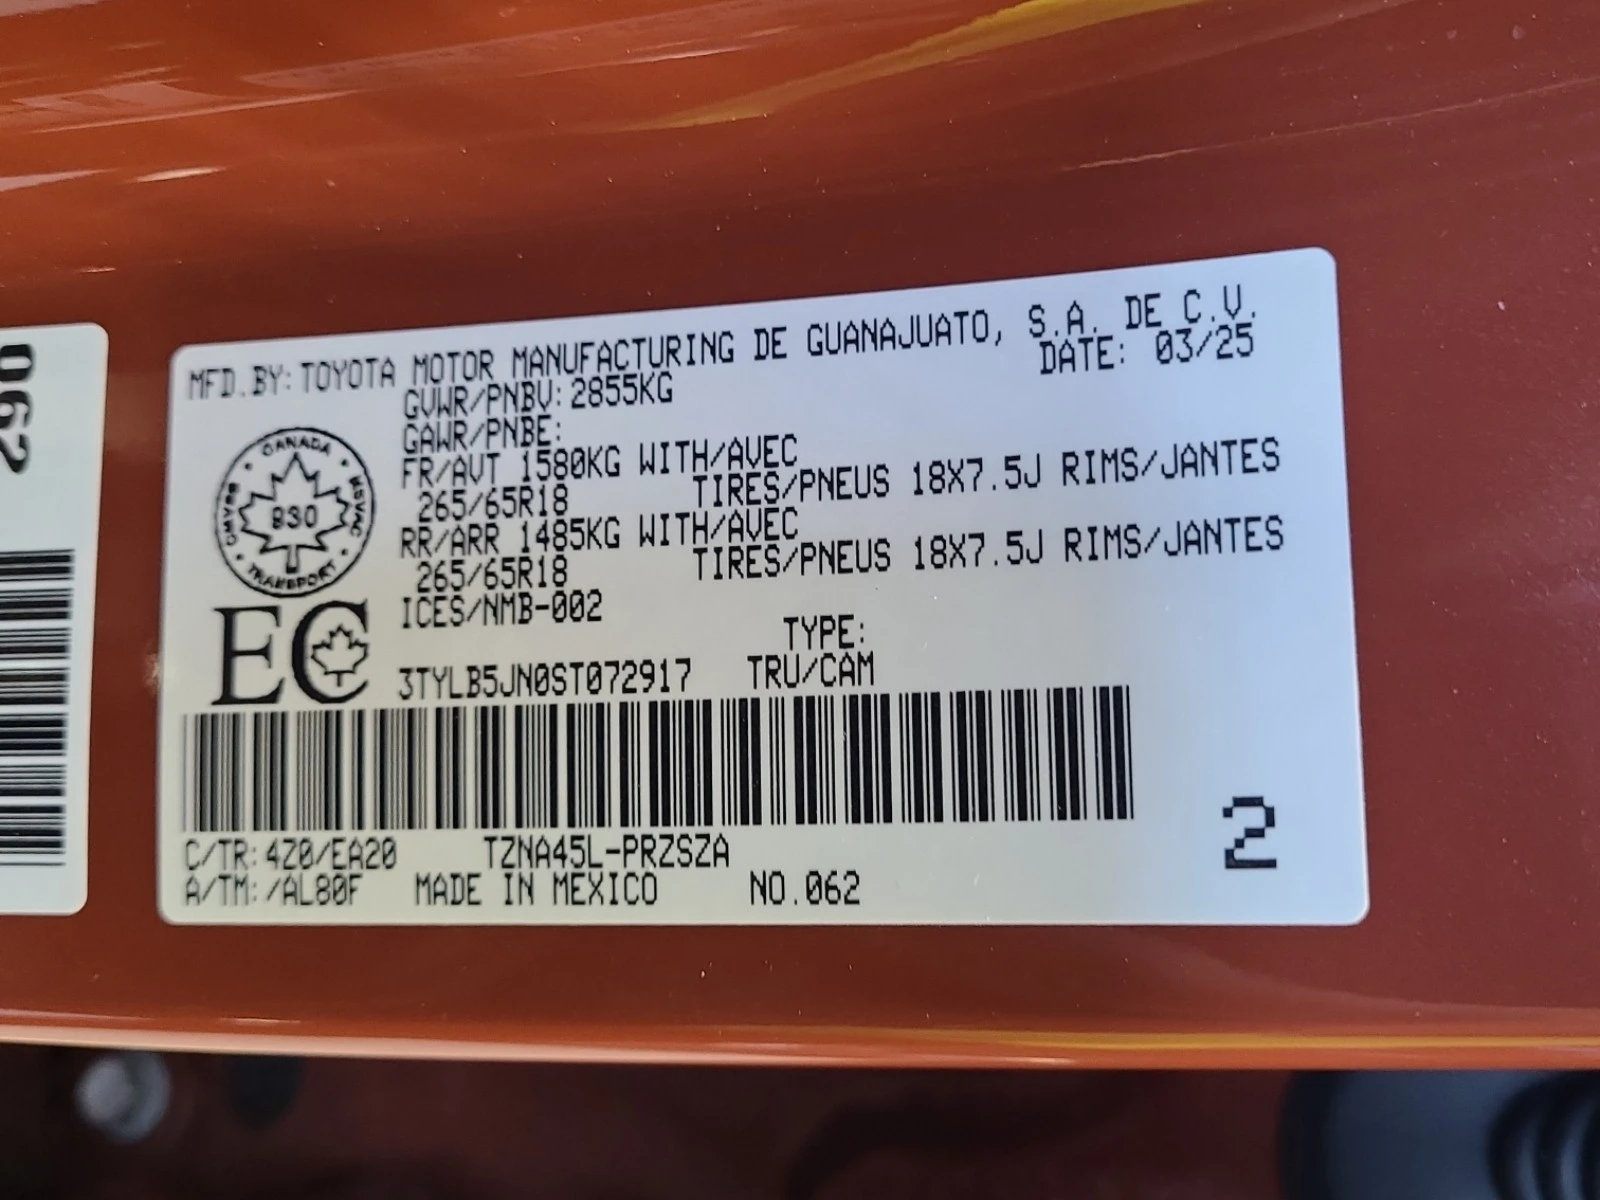 062
MFD.BY: TOYOTA MOTOR MANUFACTURING DE GUANAJUATO, S.A. DE C.V.
GVWR/PNBV: 2855KG
DATE: 03/25
GAWR/PNBE:
FR/AVT 1580KG WITH/AVEC
265/65R18 TIRES/PNEUS 18X7.5J RIMS/JANTES
RR/ARR 1485KG WITH/AVEC
265/65R18 TIRES/PNEUS 18X7.5J RIMS/JANTES
ICES/NMB-002
CANADA
CMVSS
NSVAC
930
TRANSPORT
EC
TYPE:
3TYLB5JN0ST072917 TRU/CAM
C/TR: 4Z0/EA20 TZNA45L-PRZSZA
A/TM: /AL80F MADE IN MEXICO NO.062
2